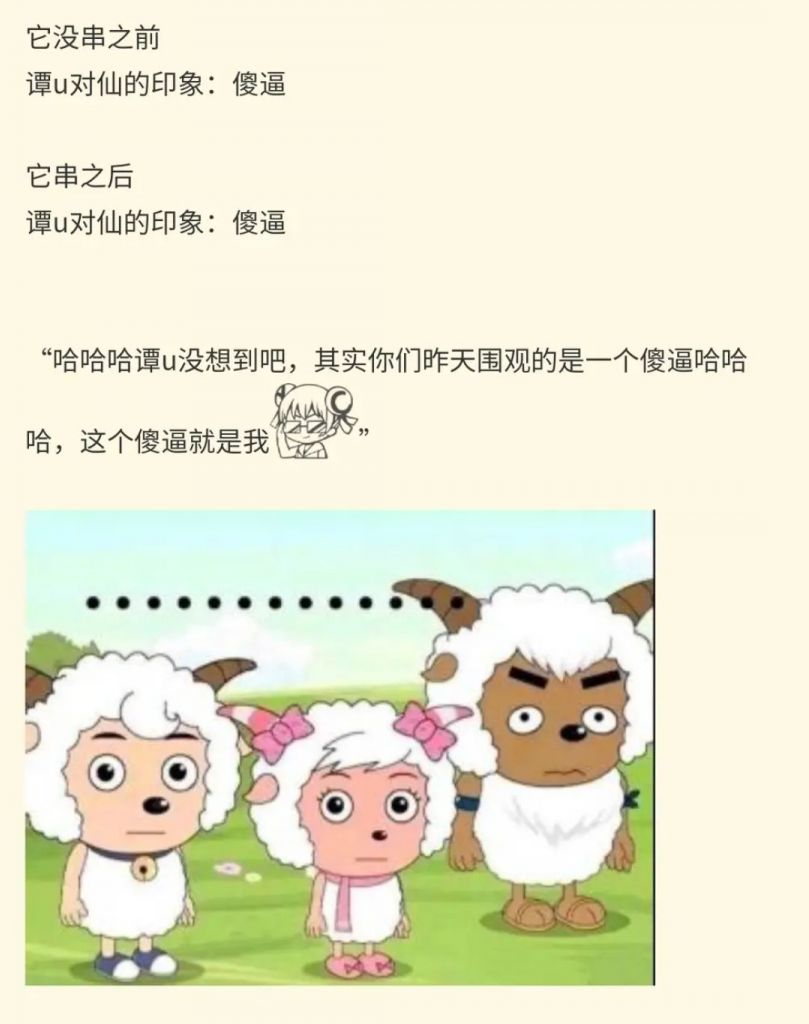 它没串之前
谭u对仙的印象：傻逼
它串之后
谭u对仙的印象：傻逼
“哈哈哈谭u没想到吧，其实你们昨天围观的是一个傻逼哈哈
哈，这个傻逼就是我”